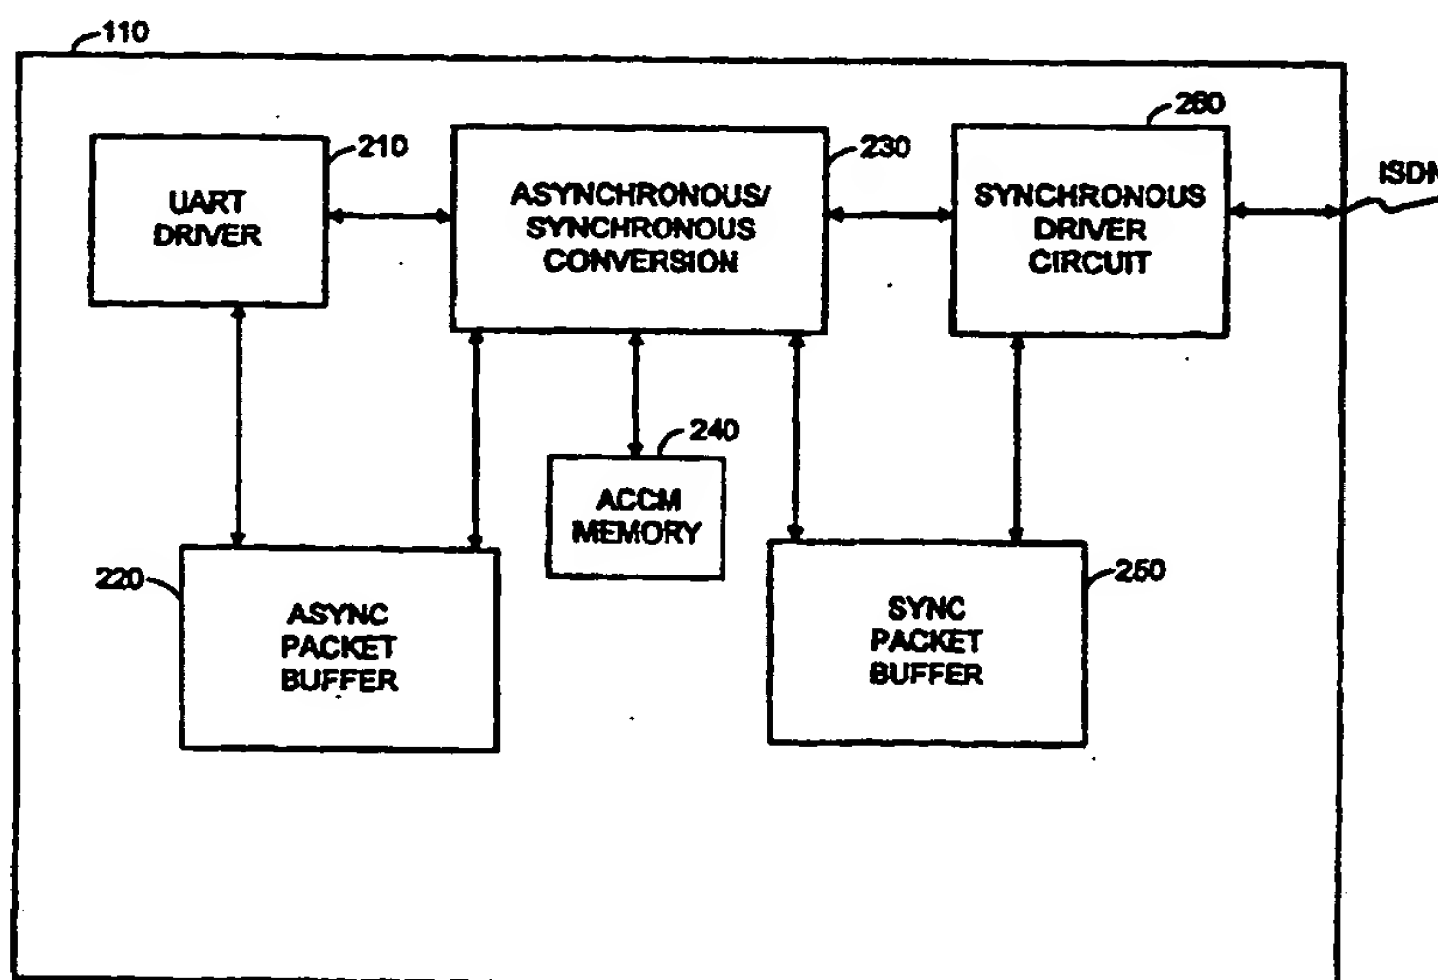 110
260
210
230
ISDN
UART
DRIVER
ASYNCHRONOUS/
SYNCHRONOUS
CONVERSION
SYNCHRONOUS
DRIVER
CIRCUIT
240
ACCM
MEMORY
220
250
ASYNC
PACKET
BUFFER
SYNC
PACKET
BUFFER